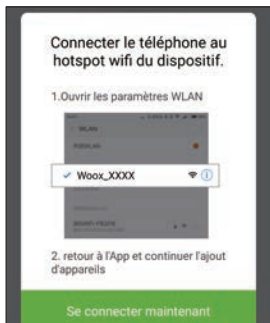 Connecter le téléphone au
hotspot wifi du dispositif.
1.Ouvrir les paramètres WLAN
WLAN
Woox_XXXX
2. retour à l'App et continuer l'ajout
d'appareils
Se connecter maintenant